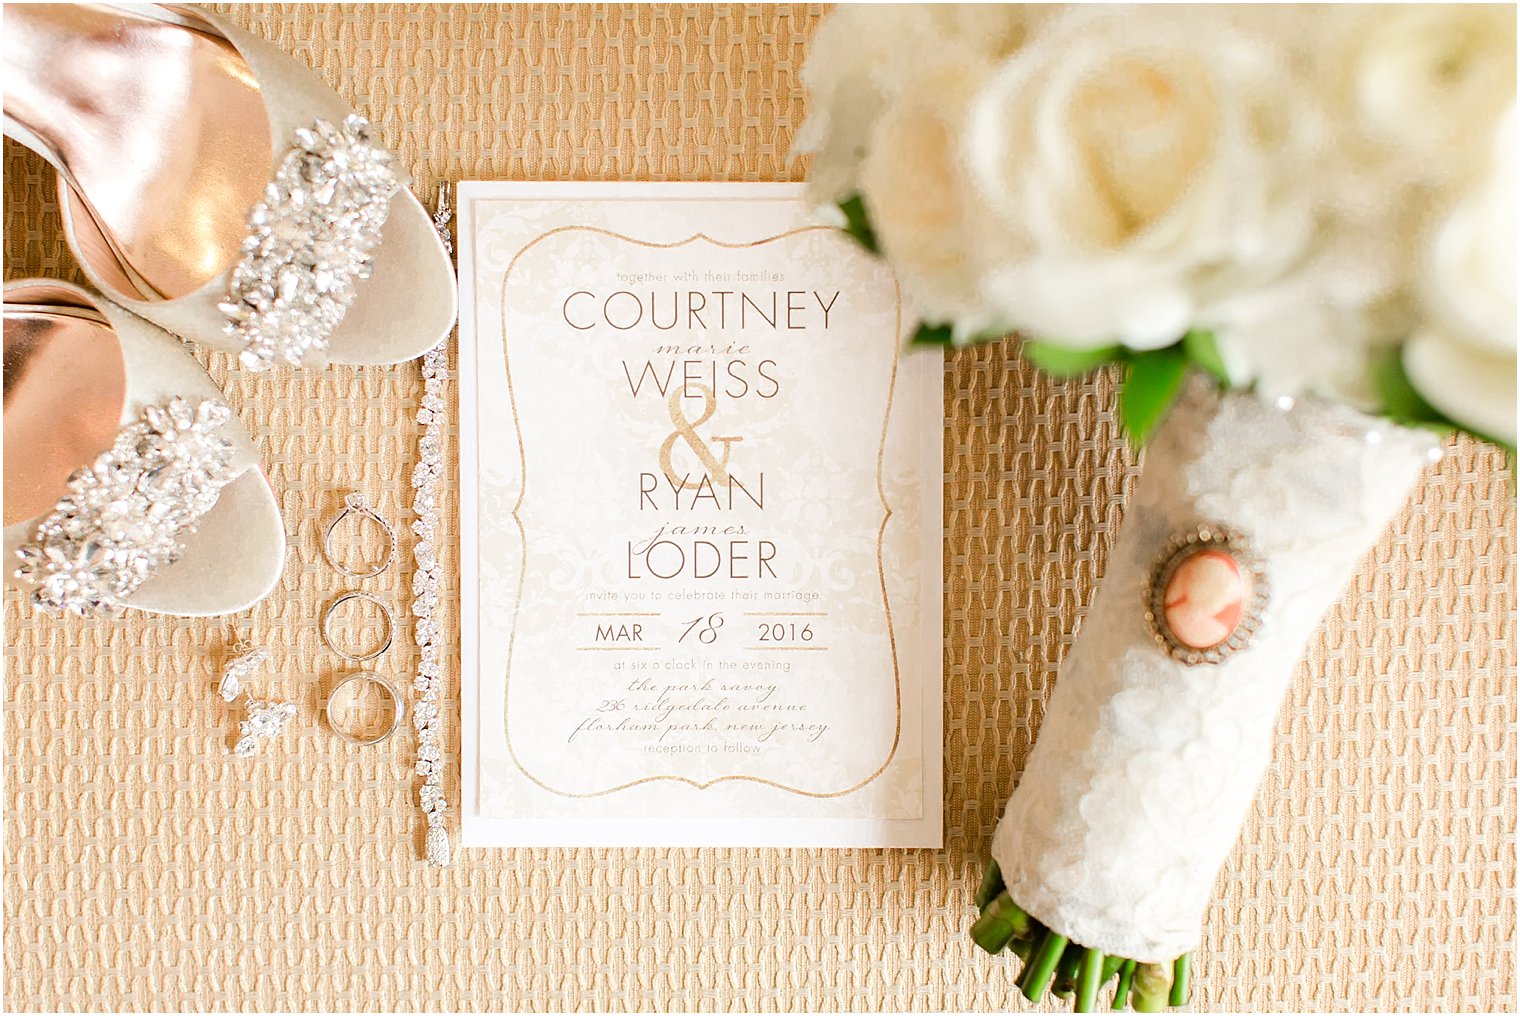 together with their families
COURTNEY
marie
WEISS
&
RYAN
james
LODER
invite you to celebrate their marriage
MAR 18 2016
at six o'clock in the evening
the park savoy
236 ridgedale avenue
florham park, new jersey
reception to follow